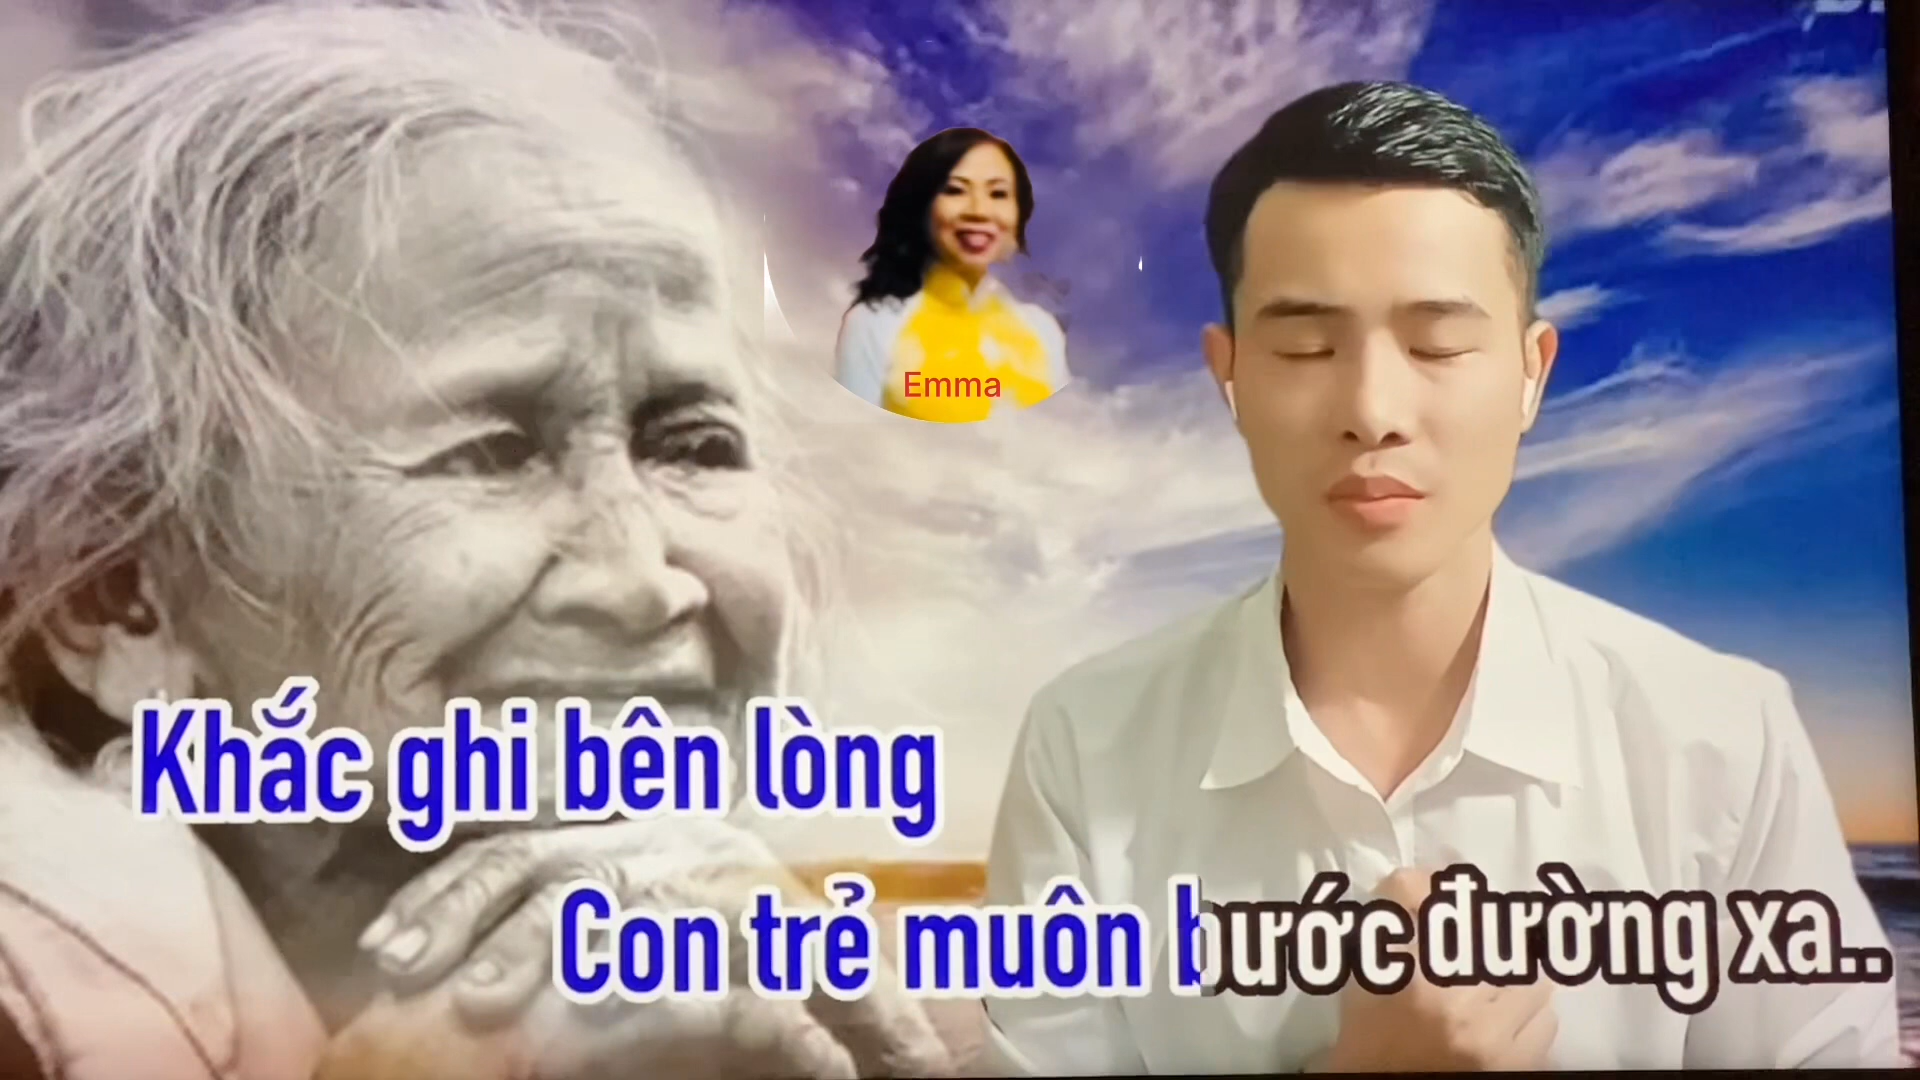 Emma
Khắc ghi bên lòng
Con trẻ muôn bước đường xa..